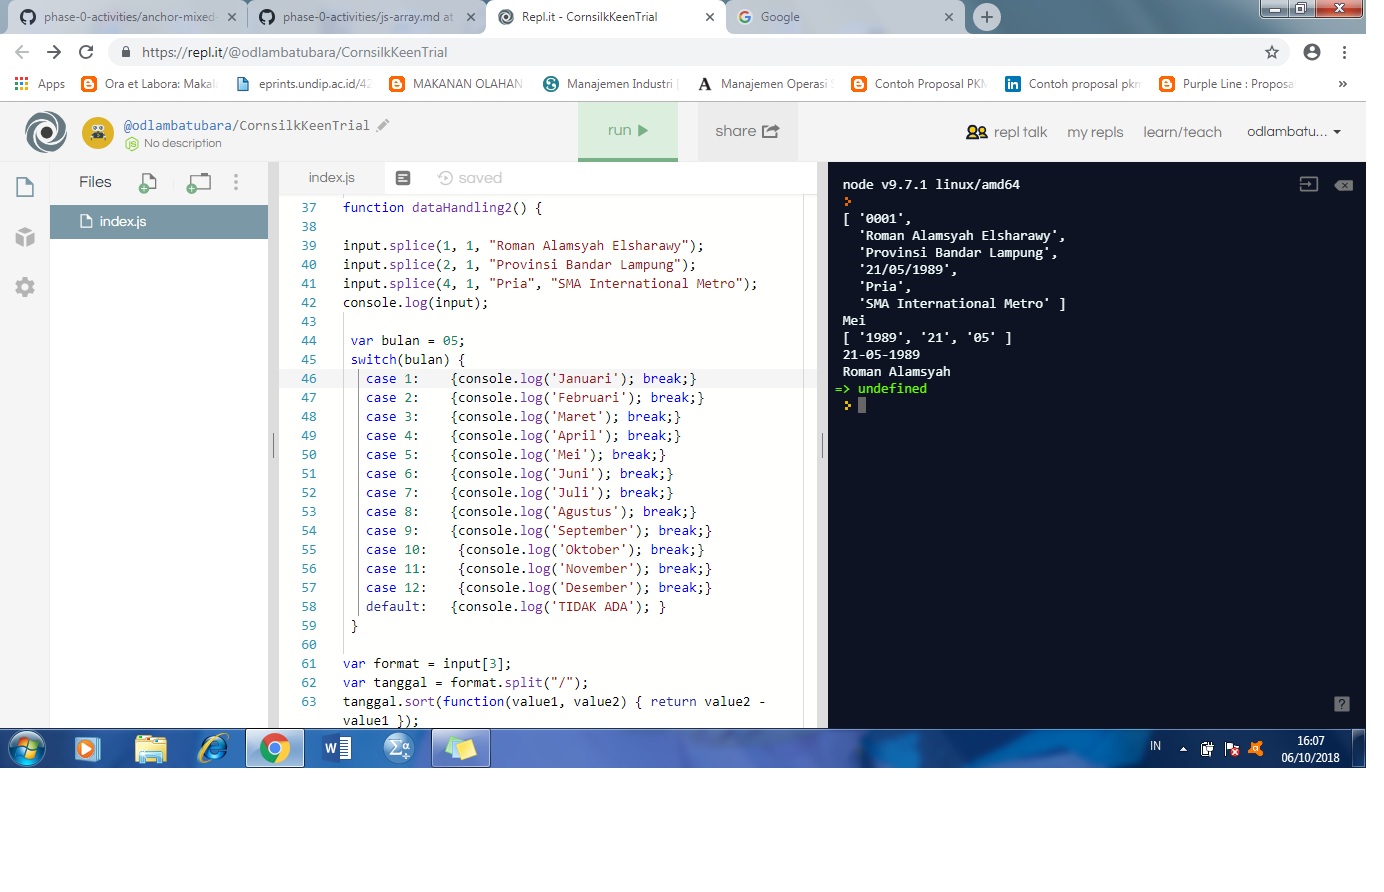 phase-0-activities/anchor-mixed-
phase-0-activities/js-array.md at
Repl.it - CornsilkKeenTrial
Google
https://repl.it/@odlambatubara/CornsilkKeenTrial
Apps
Ora et Labora: Makal
eprints.undip.ac.id/42
MAKANAN OLAHAN
Manajemen Industri
Manajemen Operasi
Contoh Proposal PKM
Contoh proposal pkm
Purple Line : Proposa
»
@odlambatubara/CornsilkKeenTrial
No description
run
share
repl talk
my repls
learn/teach
odlambatu...
Files
index.js
index.js
saved
37 function dataHandling2() {
38
39 input.splice(1, 1, "Roman Alamsyah Elsharawy");
40 input.splice(2, 1, "Provinsi Bandar Lampung");
41 input.splice(4, 1, "Pria", "SMA International Metro");
42 console.log(input);
43
44 var bulan = 05;
45 switch(bulan) {
46 case 1: {console.log('Januari'); break;}
47 case 2: {console.log('Februari'); break;}
48 case 3: {console.log('Maret'); break;}
49 case 4: {console.log('April'); break;}
50 case 5: {console.log('Mei'); break;}
51 case 6: {console.log('Juni'); break;}
52 case 7: {console.log('Juli'); break;}
53 case 8: {console.log('Agustus'); break;}
54 case 9: {console.log('September'); break;}
55 case 10: {console.log('Oktober'); break;}
56 case 11: {console.log('November'); break;}
57 case 12: {console.log('Desember'); break;}
58 default: {console.log('TIDAK ADA'); }
59 }
60
61 var format = input[3];
62 var tanggal = format.split("/");
63 tanggal.sort(function(value1, value2) { return value2 -
value1 });
node v9.7.1 linux/amd64
[ '0001',
'Roman Alamsyah Elsharawy',
'Provinsi Bandar Lampung',
'21/05/1989',
'Pria',
'SMA International Metro' ]
Mei
[ '1989', '21', '05' ]
21-05-1989
Roman Alamsyah
=> undefined
?
IN
16:07
06/10/2018